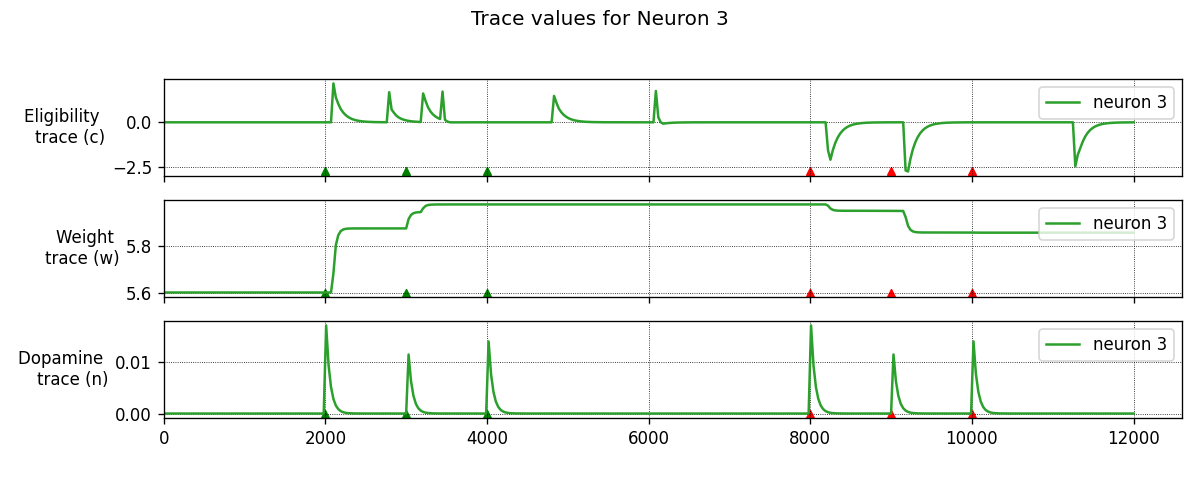 Trace values for Neuron 3
Eligibility
trace (c)
0.0
−2.5
neuron 3
Weight
trace (w)
5.8
5.6
neuron 3
Dopamine
trace (n)
0.01
0.00
neuron 3
0 2000 4000 6000 8000 10000 12000